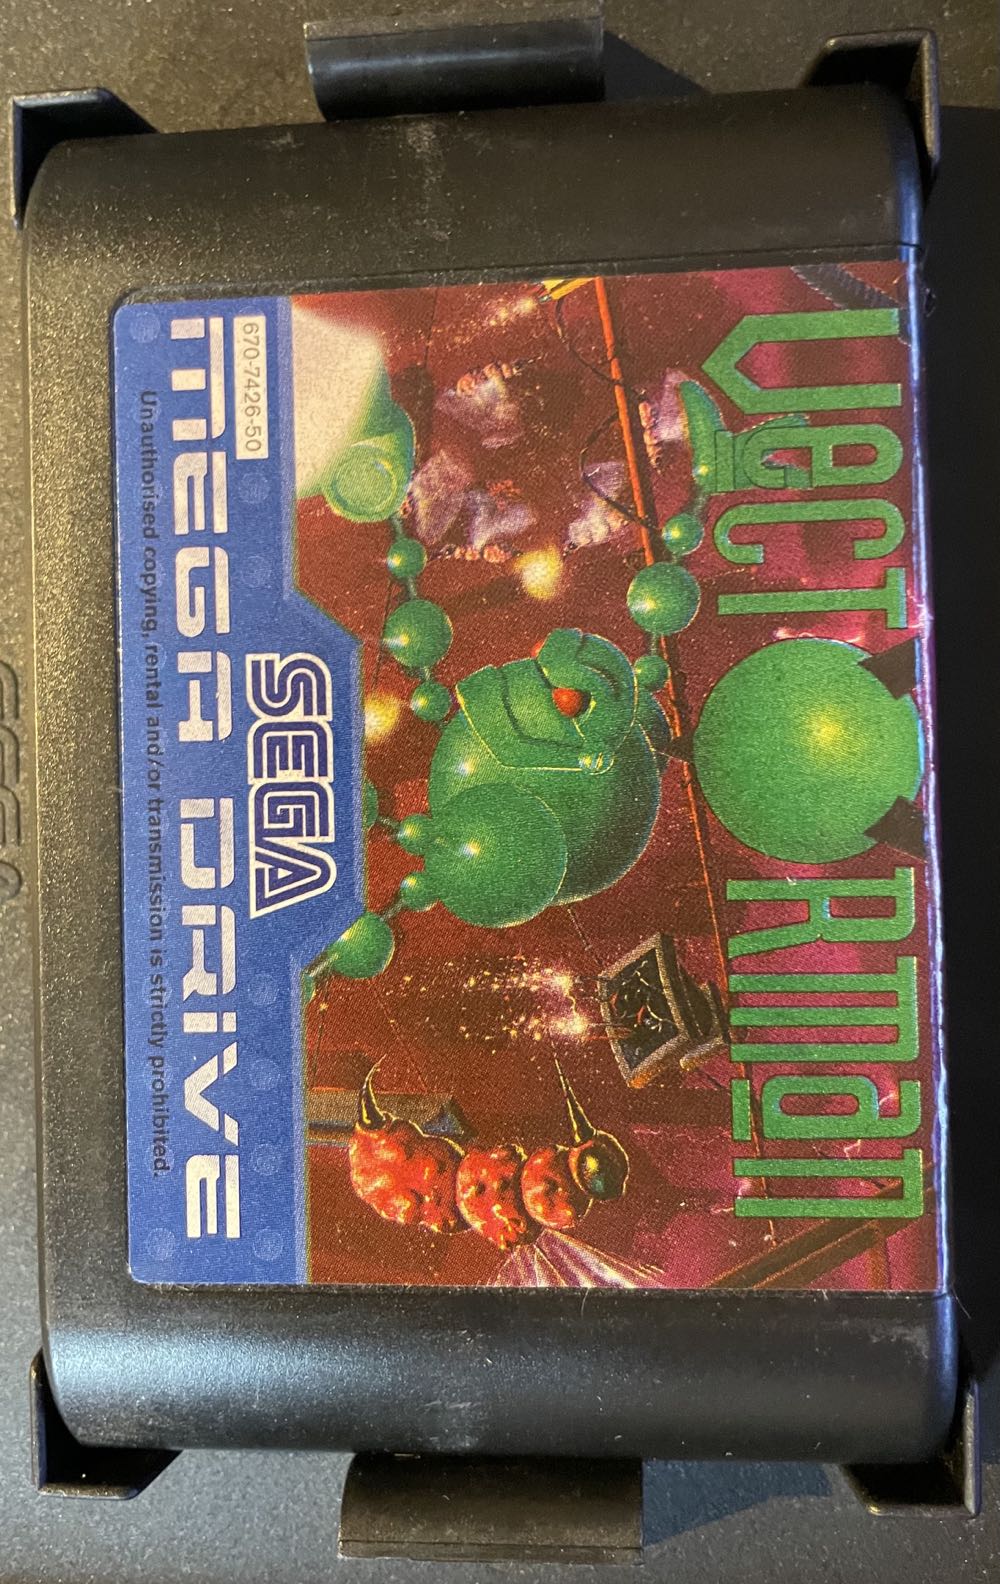 VectOrman
SEGA
670-7426-50
MEGA DRIVE
Unauthorised copying, rental and/or transmission is strictly prohibited.